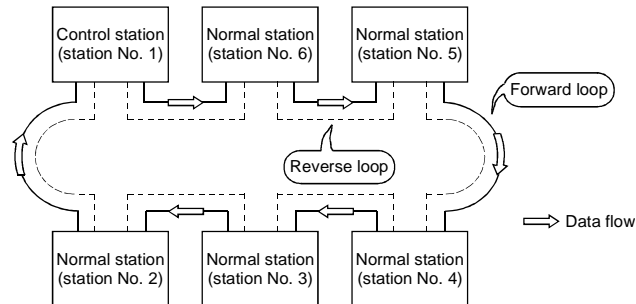 Control station
(station No. 1)
Normal station
(station No. 6)
Normal station
(station No. 5)
Forward loop
Reverse loop
Data flow
Normal station
(station No. 2)
Normal station
(station No. 3)
Normal station
(station No. 4)